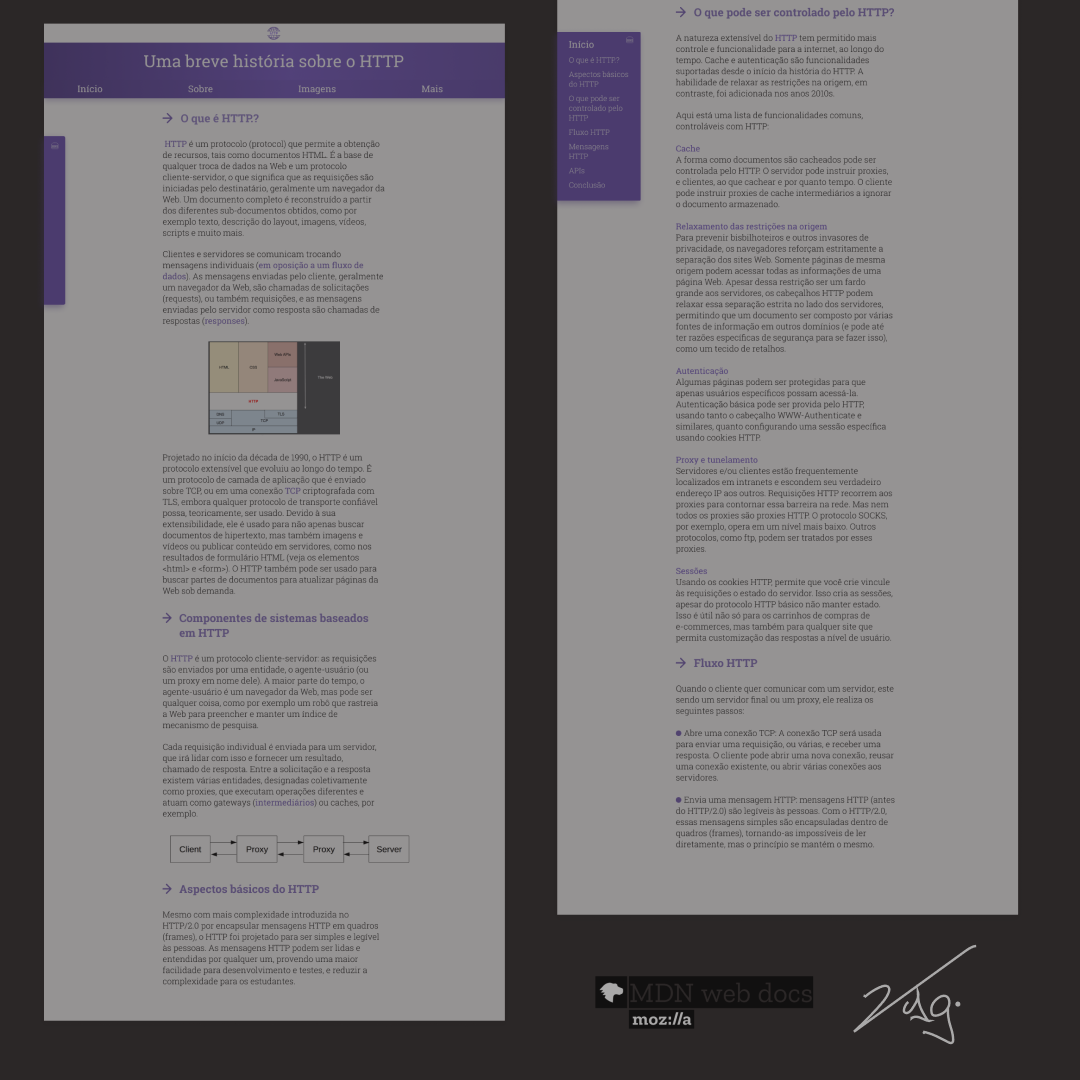 Uma breve história sobre o HTTP
Início Sobre Imagens Mais
→ O que é HTTP.?
HTTP é um protocolo (protocol) que permite a obtenção
de recursos, tais como documentos HTML. É a base de
qualquer troca de dados na Web e um protocolo
cliente-servidor, o que significa que as requisições são
iniciadas pelo destinatário, geralmente um navegador da
Web. Um documento completo é reconstruído a partir
dos diferentes sub-documentos obtidos, como por
exemplo texto, descrição do layout, imagens, vídeos,
scripts e muito mais.
Clientes e servidores se comunicam trocando
mensagens individuais (em oposição a um fluxo de
dados). As mensagens enviadas pelo cliente, geralmente
um navegador da Web, são chamadas de solicitações
(requests), ou também requisições, e as mensagens
enviadas pelo servidor como resposta são chamadas de
respostas (responses).
HTML CSS Web APIs
JavaScript
The Web
HTTP
DNS TLS
UDP TCP
IP
Projetado no início da década de 1990, o HTTP é um
protocolo extensível que evoluiu ao longo do tempo. É
um protocolo de camada de aplicação que é enviado
sobre TCP, ou em uma conexão TCP criptografada com
TLS, embora qualquer protocolo de transporte confiável
possa, teoricamente, ser usado. Devido à sua
extensibilidade, ele é usado para não apenas buscar
documentos de hipertexto, mas também imagens e
vídeos ou publicar conteúdo em servidores, como nos
resultados de formulário HTML (veja os elementos
<html> e <form>). O HTTP também pode ser usado para
buscar partes de documentos para atualizar páginas da
Web sob demanda.
→ Componentes de sistemas baseados
em HTTP
O HTTP é um protocolo cliente-servidor: as requisições
são enviados por uma entidade, o agente-usuário (ou
um proxy em nome dele). A maior parte do tempo, o
agente-usuário é um navegador da Web, mas pode ser
qualquer coisa, como por exemplo um robô que rastreia
a Web para preencher e manter um índice de
mecanismo de pesquisa.
Cada requisição individual é enviada para um servidor,
que irá lidar com isso e fornecer um resultado,
chamado de resposta. Entre a solicitação e a resposta
existem várias entidades, designadas coletivamente
como proxies, que executam operações diferentes e
atuam como gateways (intermediários) ou caches, por
exemplo.
Client Proxy Proxy Server
→ Aspectos básicos do HTTP
Mesmo com mais complexidade introduzida no
HTTP/2.0 por encapsular mensagens HTTP em quadros
(frames), o HTTP foi projetado para ser simples e legível
às pessoas. As mensagens HTTP podem ser lidas e
entendidas por qualquer um, provendo uma maior
facilidade para desenvolvimento e testes, e reduzir a
complexidade para os estudantes.
Início
O que é HTTP?
Aspectos básicos
do HTTP
O que pode ser
controlado pelo
HTTP
Fluxo HTTP
Mensagens
HTTP
APIs
Conclusão
→ O que pode ser controlado pelo HTTP?
A natureza extensível do HTTP tem permitido mais
controle e funcionalidade para a internet, ao longo do
tempo. Cache e autenticação são funcionalidades
suportadas desde o início da história do HTTP. A
habilidade de relaxar as restrições na origem, em
contraste, foi adicionada nos anos 2010s.
Aqui está uma lista de funcionalidades comuns,
controláveis com HTTP:
Cache
A forma como documentos são cacheados pode ser
controlada pelo HTTP. O servidor pode instruir proxies,
e clientes, ao que cachear e por quanto tempo. O cliente
pode instruir proxies de cache intermediários a ignorar
o documento armazenado.
Relaxamento das restrições na origem
Para prevenir bisbilhoteiros e outros invasores de
privacidade, os navegadores reforçam estritamente a
separação dos sites Web. Somente páginas de mesma
origem podem acessar todas as informações de uma
página Web. Apesar dessa restrição ser um fardo
grande aos servidores, os cabeçalhos HTTP podem
relaxar essa separação estrita no lado dos servidores,
permitindo que um documento ser composto por várias
fontes de informação em outros domínios (e pode até
ter razões específicas de segurança para se fazer isso),
como um tecido de retalhos.
Autenticação
Algumas páginas podem ser protegidas para que
apenas usuários específicos possam acessá-la.
Autenticação básica pode ser provida pelo HTTP,
usando tanto o cabeçalho WWW-Authenticate e
similares, quanto configurando uma sessão específica
usando cookies HTTP.
Proxy e tunelamento
Servidores e/ou clientes estão frequentemente
localizados em intranets e escondem seu verdadeiro
endereço IP aos outros. Requisições HTTP recorrem aos
proxies para contornar essa barreira na rede. Mas nem
todos os proxies são proxies HTTP. O protocolo SOCKS,
por exemplo, opera em um nível mais baixo. Outros
protocolos, como ftp, podem ser tratados por esses
proxies.
Sessões
Usando os cookies HTTP, permite que você crie vincule
às requisições o estado do servidor. Isso cria as sessões,
apesar do protocolo HTTP básico não manter estado.
Isso é útil não só para os carrinhos de compras de
e-commerces, mas também para qualquer site que
permita customização das respostas a nível de usuário.
→ Fluxo HTTP
Quando o cliente quer comunicar com um servidor, este
sendo um servidor final ou um proxy, ele realiza os
seguintes passos:
● Abre uma conexão TCP: A conexão TCP será usada
para enviar uma requisição, ou várias, e receber uma
resposta. O cliente pode abrir uma nova conexão, reusar
uma conexão existente, ou abrir várias conexões aos
servidores.
● Envia uma mensagem HTTP: mensagens HTTP (antes
do HTTP/2.0) são legíveis às pessoas. Com o HTTP/2.0,
essas mensagens simples são encapsuladas dentro de
quadros (frames), tornando-as impossíveis de ler
diretamente, mas o princípio se mantém o mesmo.
MDN web docs
moz://a